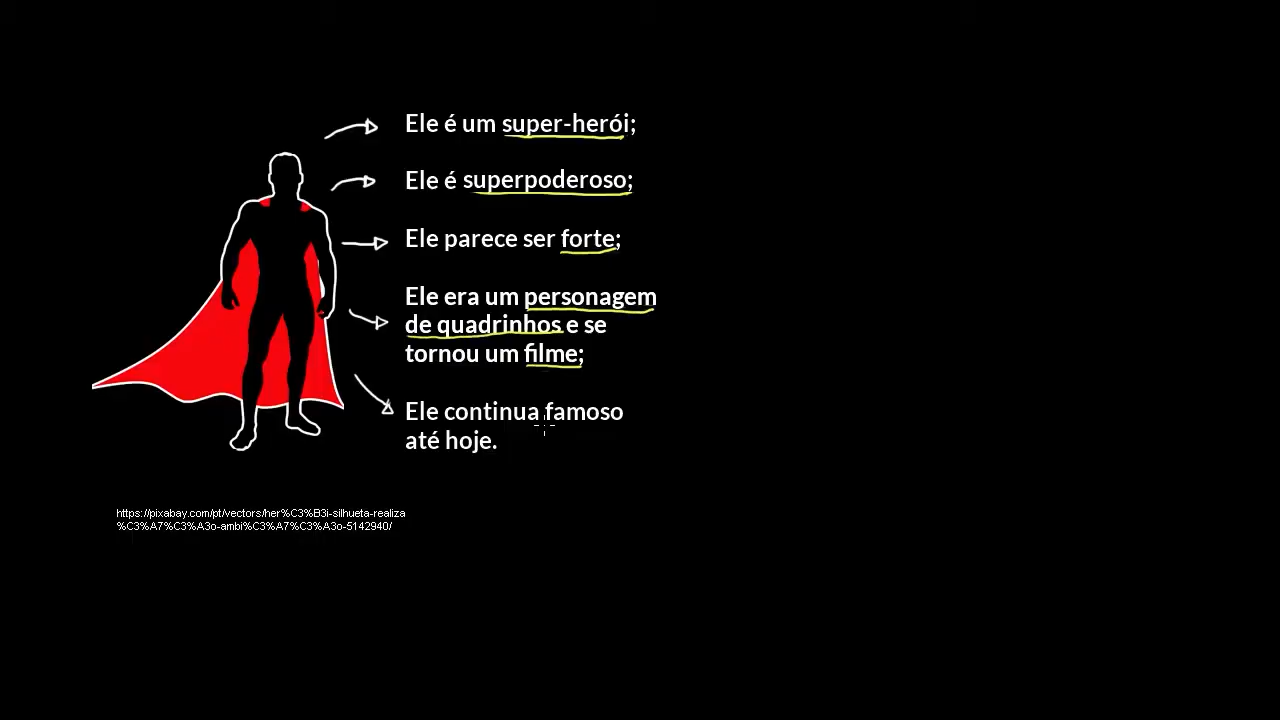 Ele é um super-herói;
Ele é superpoderoso;
Ele parece ser forte;
Ele era um personagem
de quadrinhos e se
tornou um filme;
Ele continua famoso
até hoje.
https://pixabay.com/pt/vectors/her%C3%B3i-silhueta-realiza
%C3%A7%C3%A3o-ambi%C3%A7%C3%A3o-5142940/